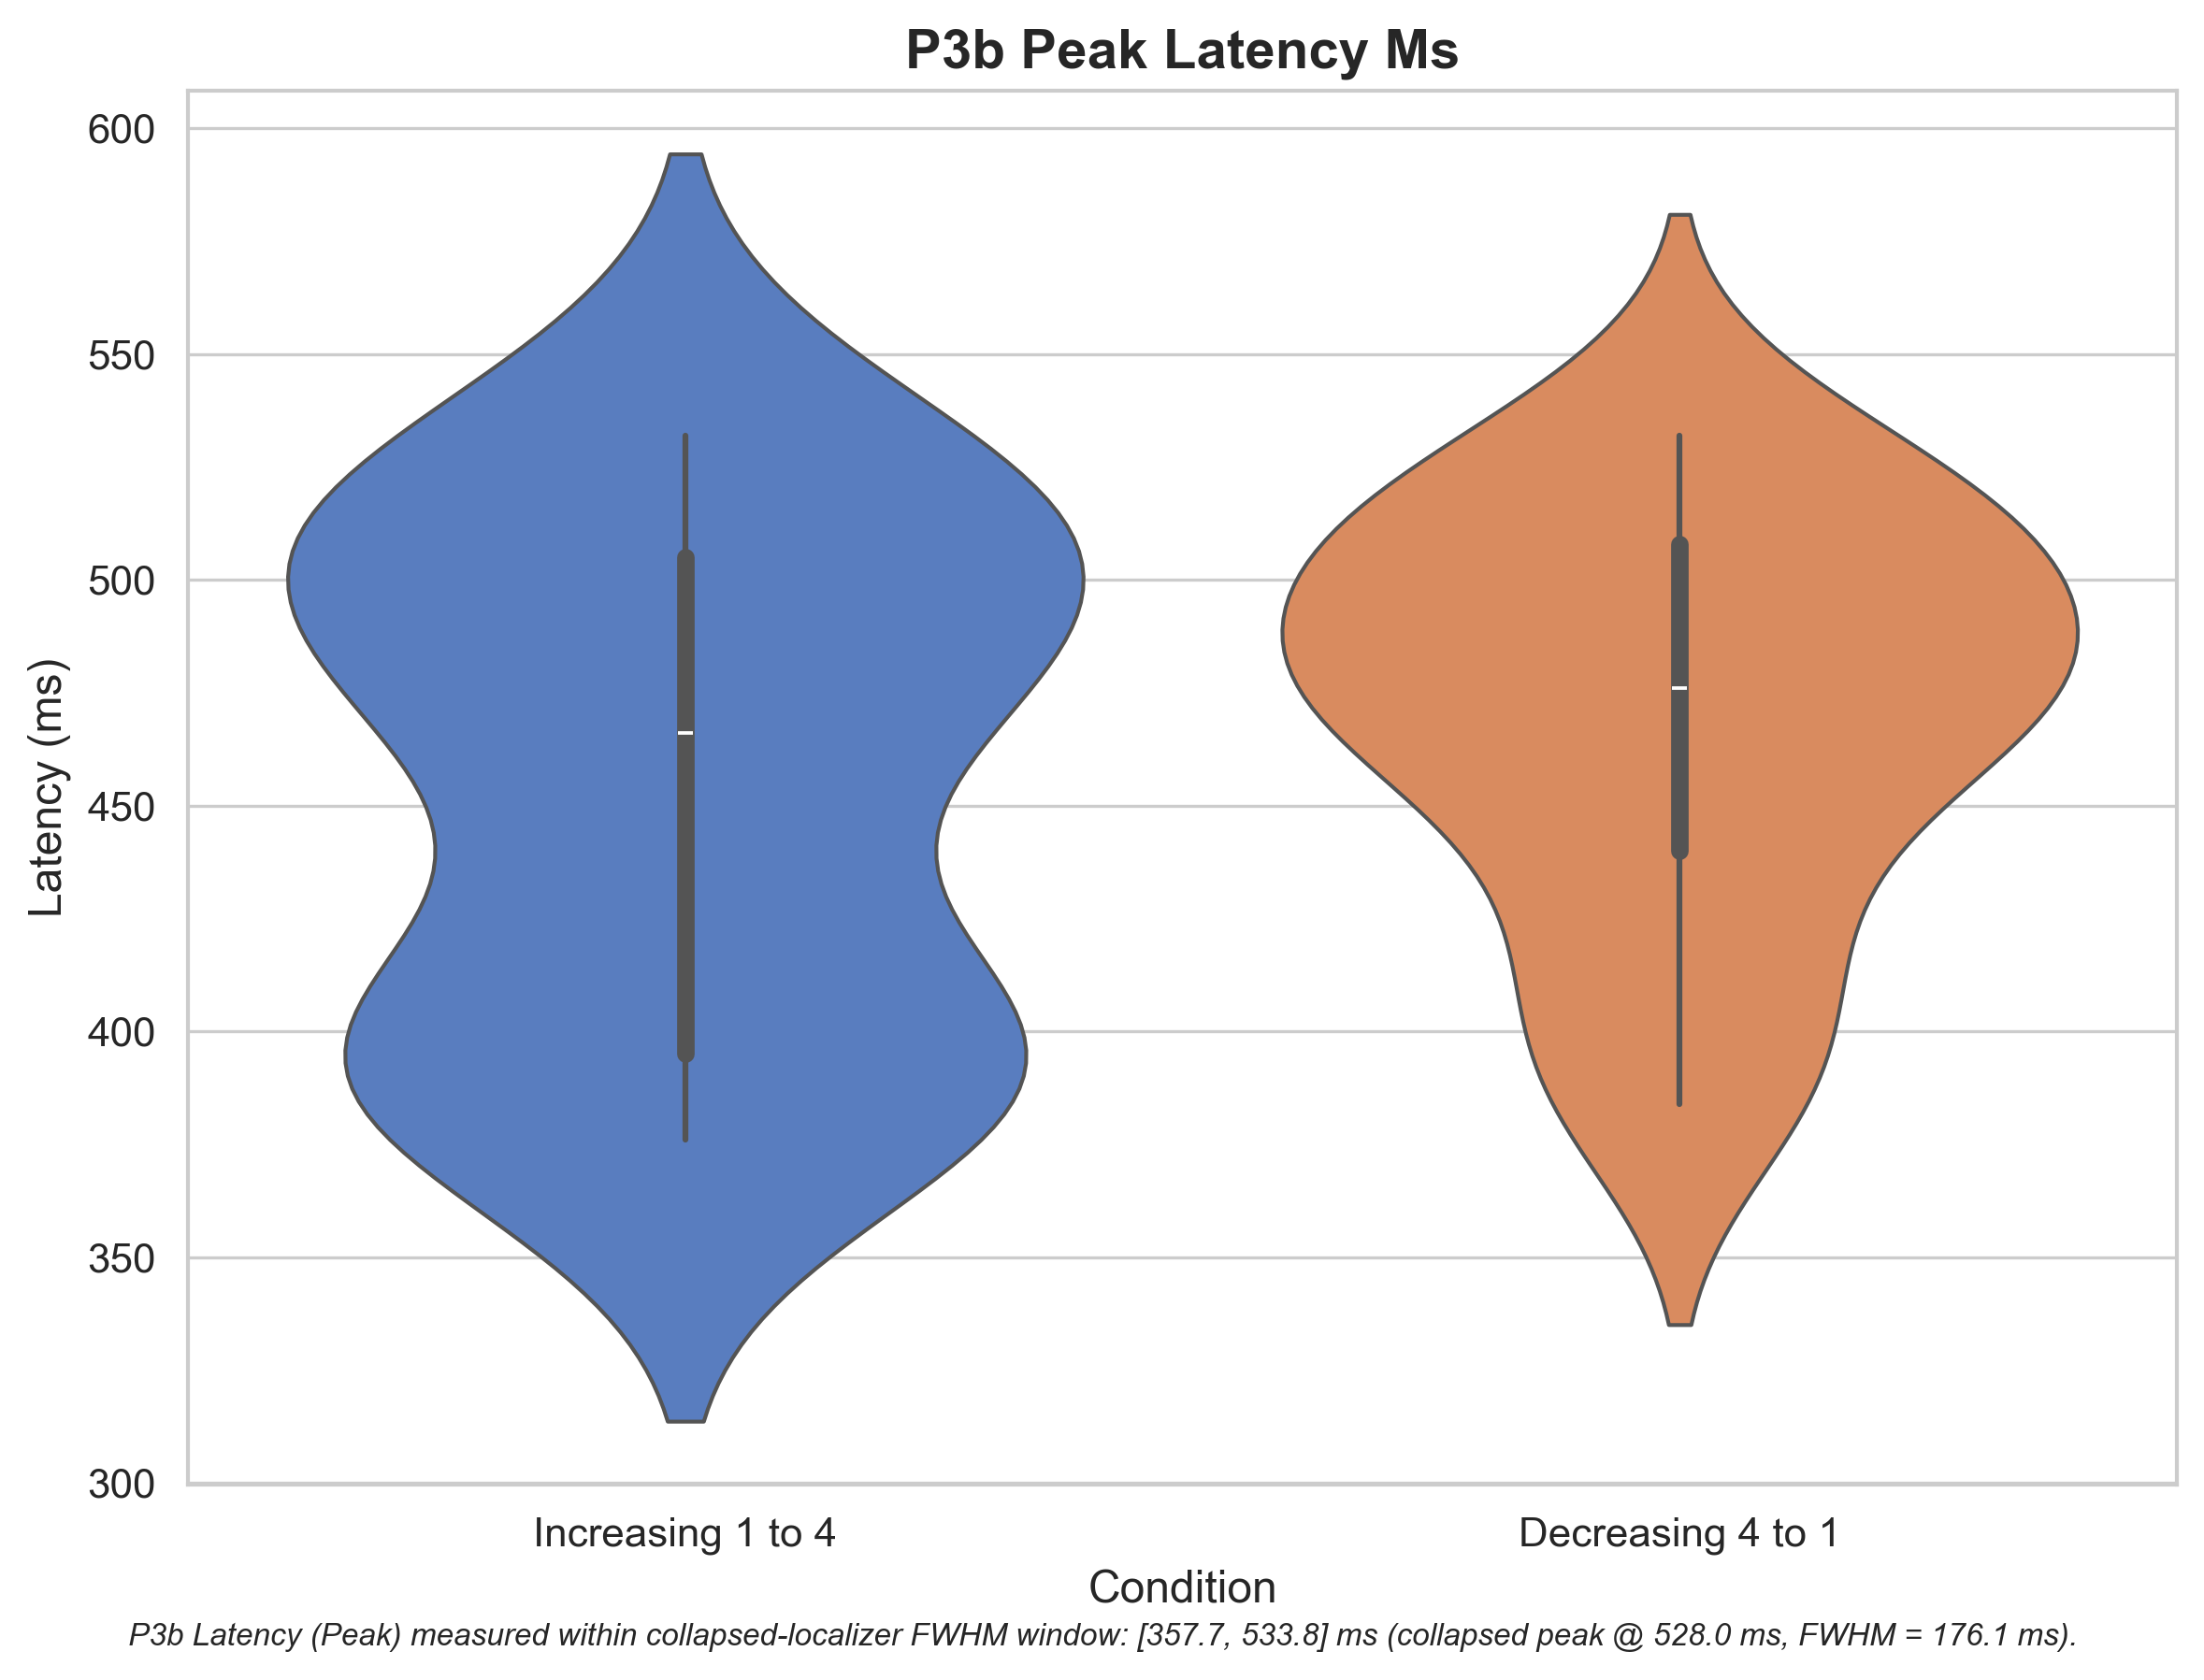 P3b Peak Latency Ms
600
550
500
450
400
350
300
Latency (ms)
Increasing 1 to 4
Decreasing 4 to 1
Condition
P3b Latency (Peak) measured within collapsed-localizer FWHM window: [357.7, 533.8] ms (collapsed peak @ 528.0 ms, FWHM = 176.1 ms).